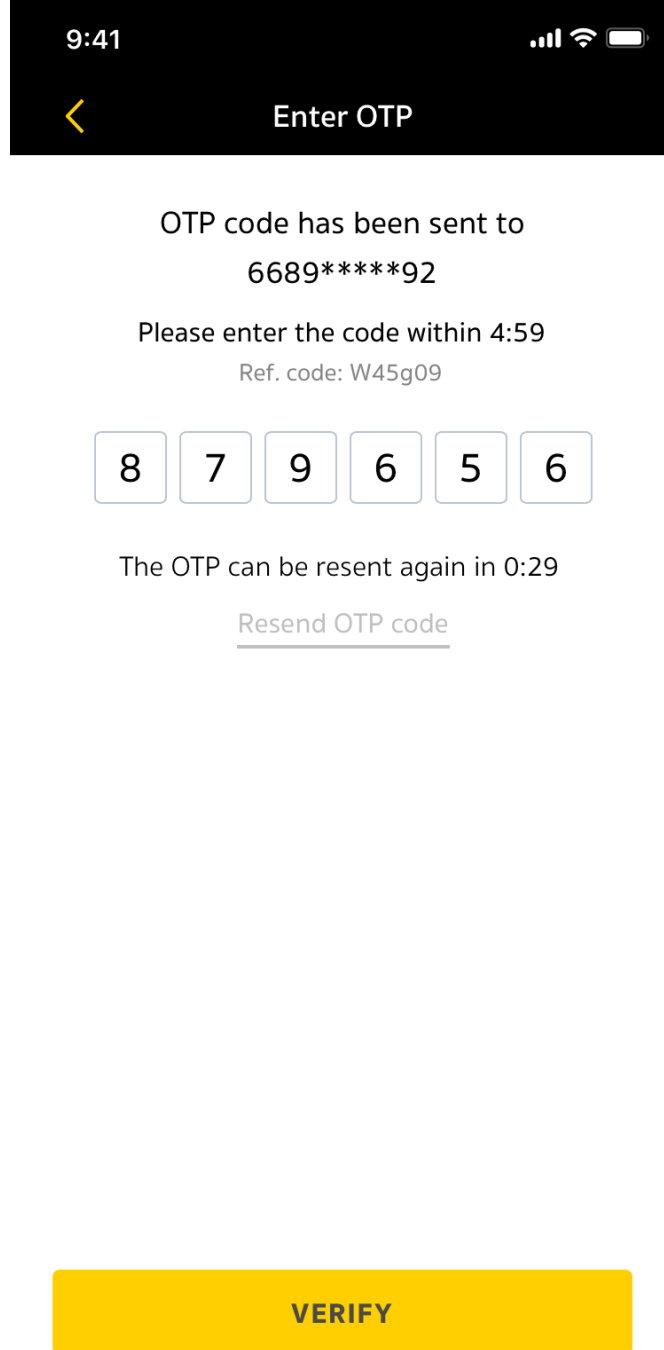 9:41
Enter OTP
OTP code has been sent to
6689*****92
Please enter the code within 4:59
Ref. code: W45g09
8 7 9 6 5 6
The OTP can be resent again in 0:29
Resend OTP code
VERIFY